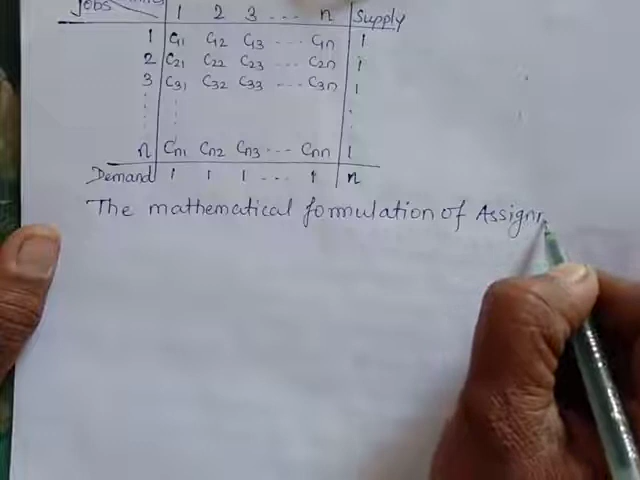 Jobs
1 2 3 .... n Supply
1 C11 C12 C13 .... C1n 1
2 C21 C22 C23 .... C2n 1
3 C31 C32 C33 .... C3n 1
n Cn1 Cn2 Cn3 .... Cnn 1
Demand 1 1 1 .... 1 n
The mathematical formulation of Assign